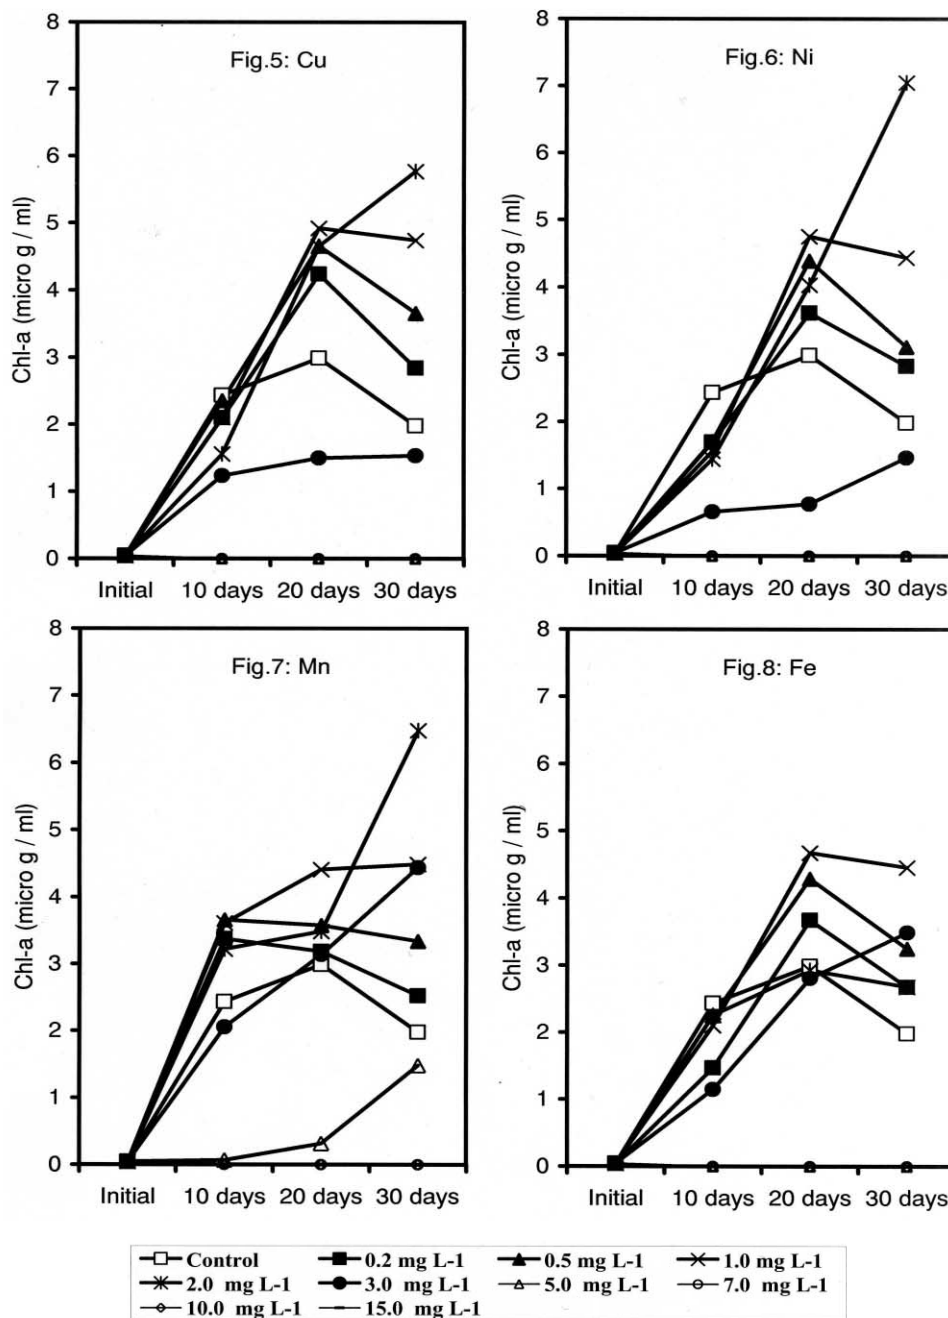 Fig.5: Cu
Chl-a (micro g / ml)
8
7
6
5
4
3
2
1
0
Initial 10 days 20 days 30 days
Fig.6: Ni
Chl-a (micro g / ml)
8
7
6
5
4
3
2
1
0
Initial 10 days 20 days 30 days
Fig.7: Mn
Chl-a (micro g / ml)
8
7
6
5
4
3
2
1
0
Initial 10 days 20 days 30 days
Fig.8: Fe
Chl-a (micro g / ml)
8
7
6
5
4
3
2
1
0
Initial 10 days 20 days 30 days
Control 0.2 mg L-1 0.5 mg L-1 1.0 mg L-1
2.0 mg L-1 3.0 mg L-1 5.0 mg L-1 7.0 mg L-1
10.0 mg L-1 15.0 mg L-1